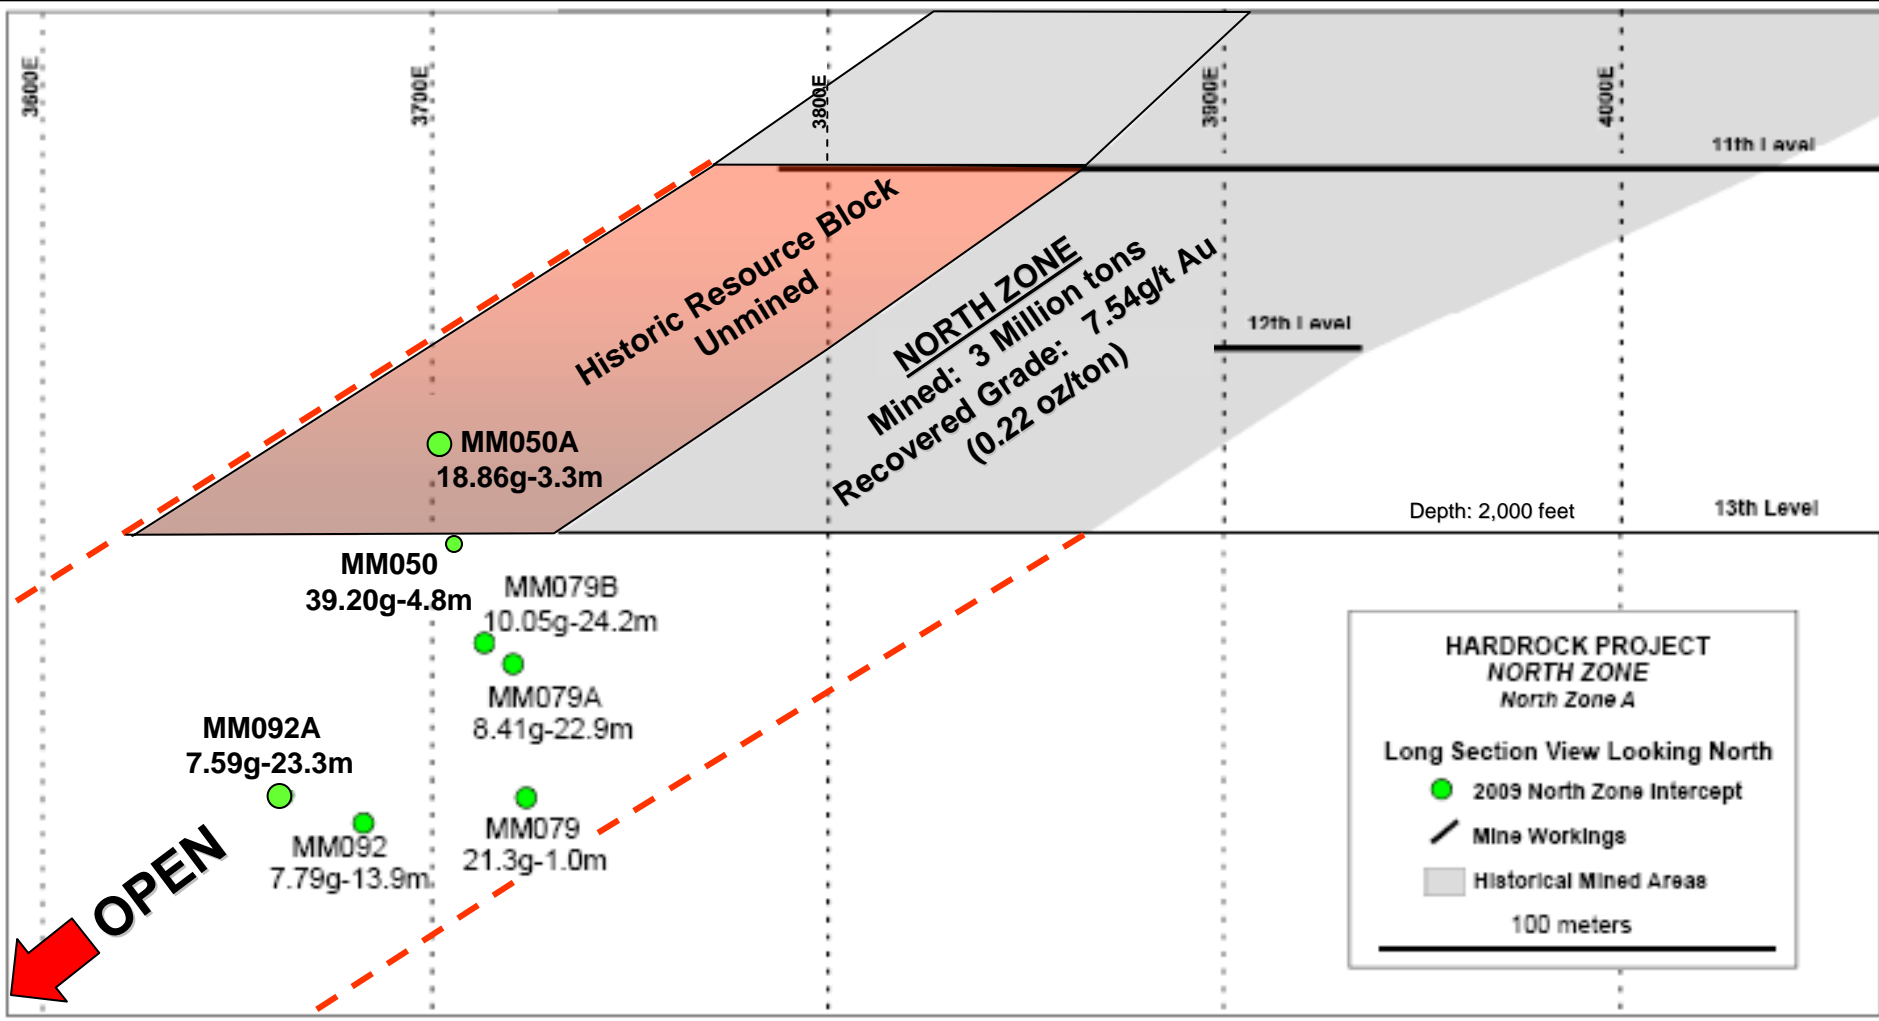 3600E
3700E
3800E
3900E
4000E
11th Level
Historic Resource Block
Unmined
NORTH ZONE
Mined: 3 Million tons
Recovered Grade: 7.54g/t Au
(0.22 oz/ton)
12th Level
MM050A
18.86g-3.3m
Depth: 2,000 feet
13th Level
MM050
39.20g-4.8m
MM079B
10.05g-24.2m
MM079A
8.41g-22.9m
MM092A
7.59g-23.3m
MM079
21.3g-1.0m
MM092
7.79g-13.9m
OPEN
HARDROCK PROJECT
NORTH ZONE
North Zone A
Long Section View Looking North
2009 North Zone Intercept
Mine Workings
Historical Mined Areas
100 meters